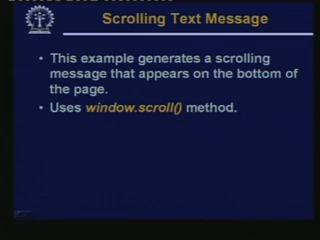 Scrolling Text Message
• This example generates a scrolling
message that appears on the bottom of
the page.
• Uses window.scroll() method.